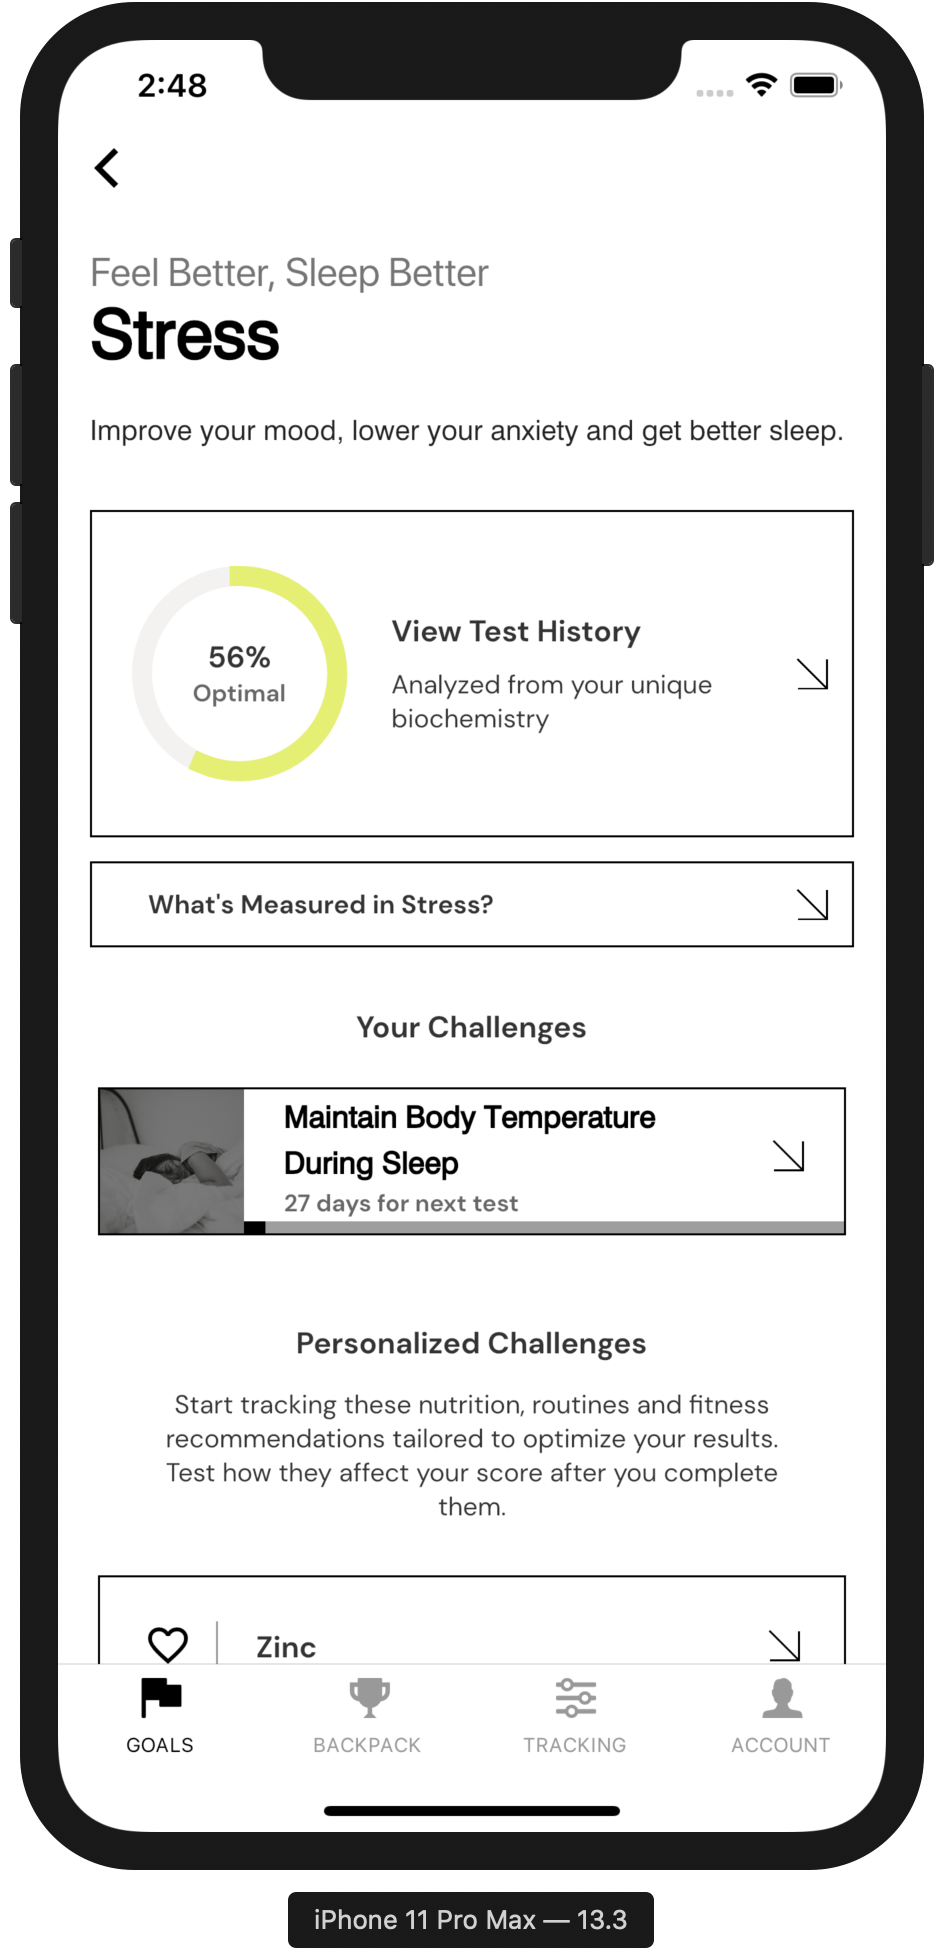 2:48
Feel Better, Sleep Better
Stress
Improve your mood, lower your anxiety and get better sleep.
56%
Optimal
View Test History
Analyzed from your unique
biochemistry
What's Measured in Stress?
Your Challenges
Maintain Body Temperature
During Sleep
27 days for next test
Personalized Challenges
Start tracking these nutrition, routines and fitness
recommendations tailored to optimize your results.
Test how they affect your score after you complete
them.
Zinc
GOALS
BACKPACK
TRACKING
ACCOUNT
iPhone 11 Pro Max — 13.3